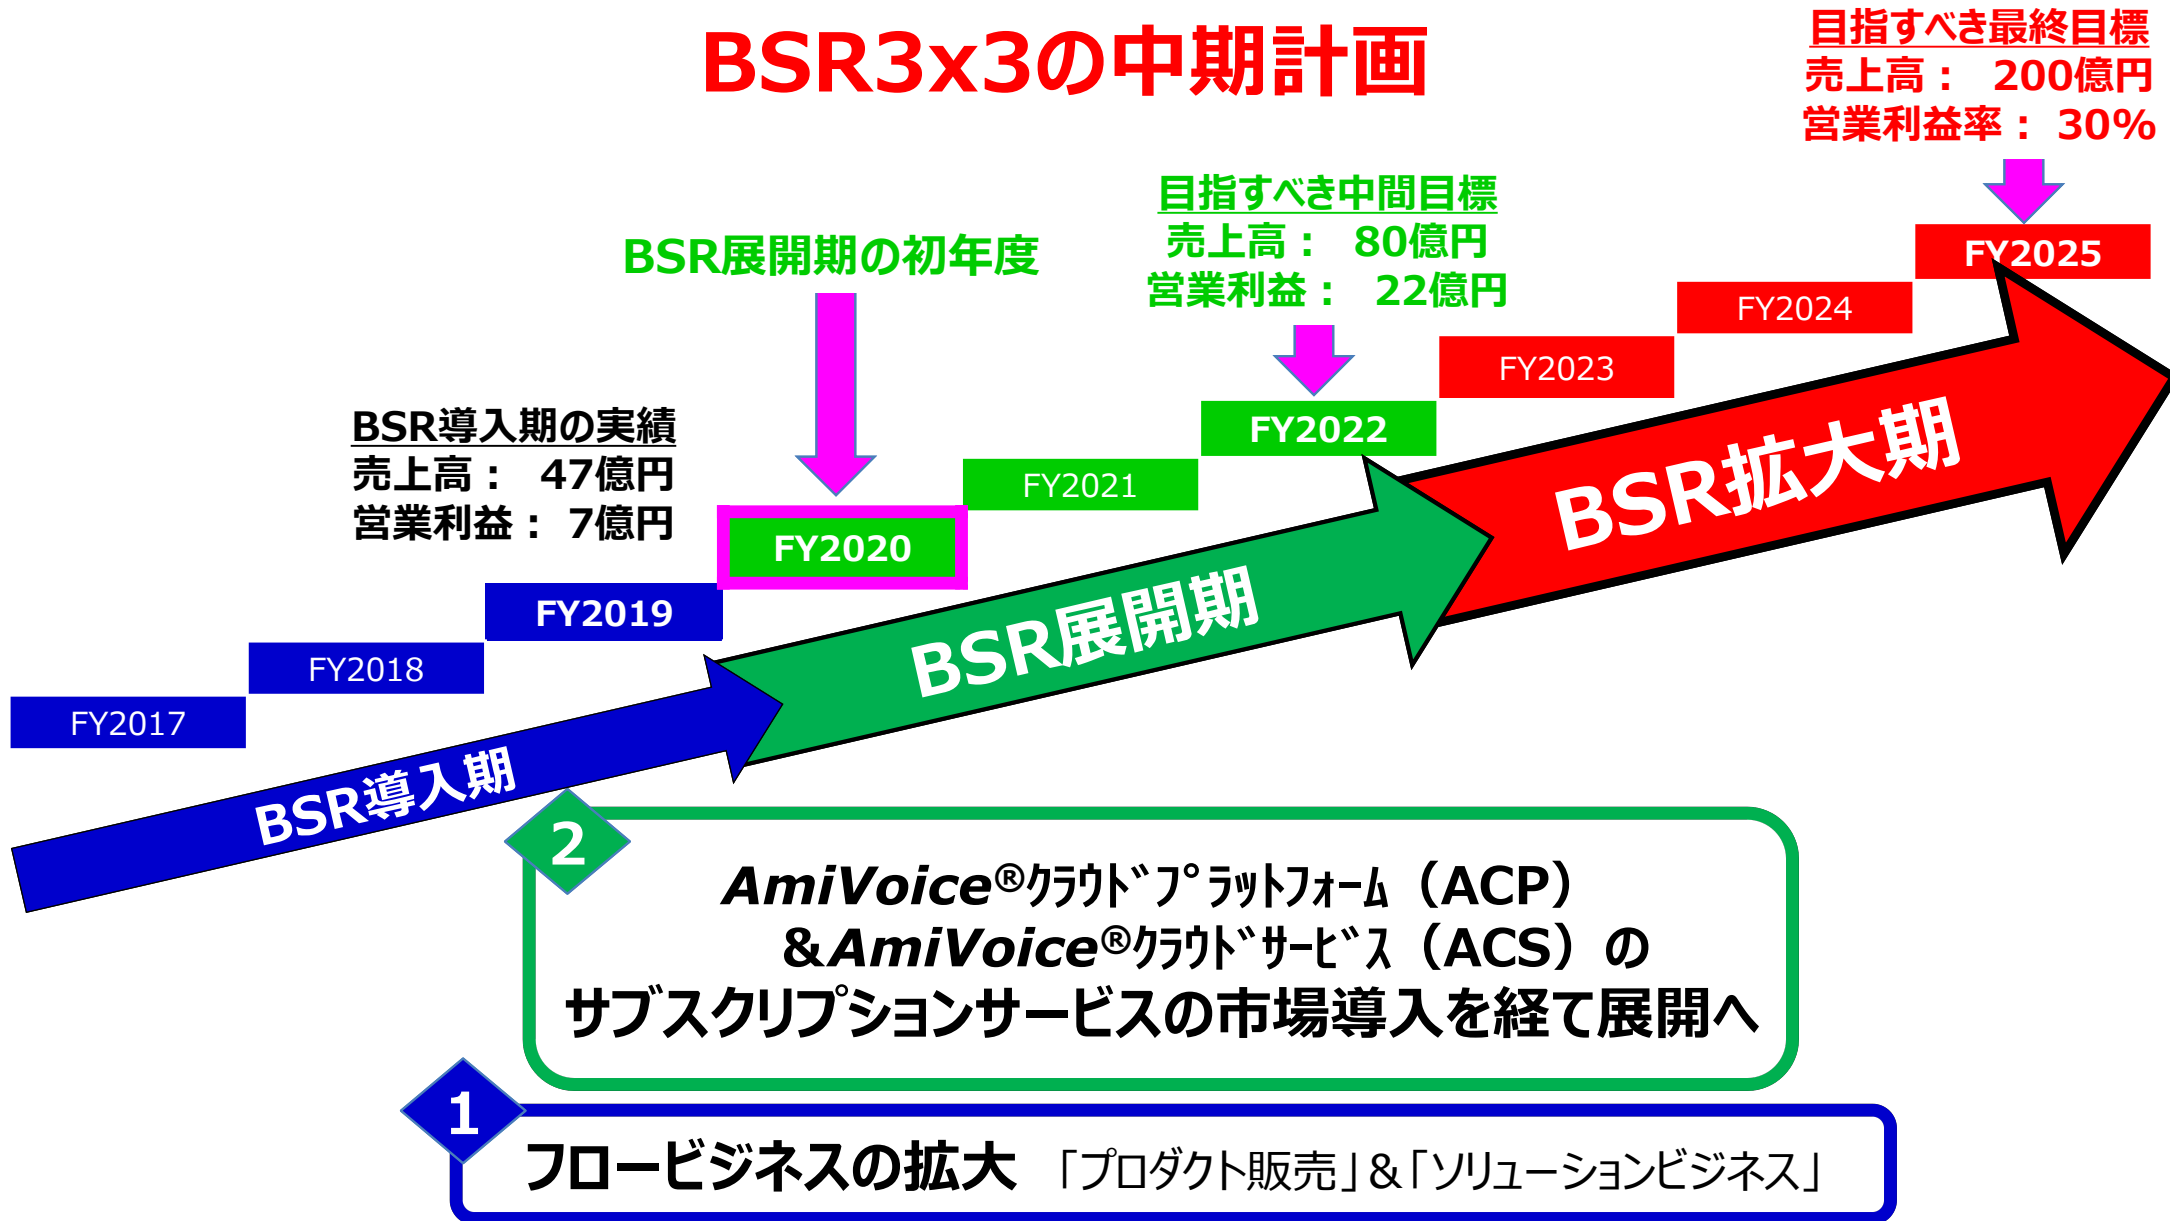 BSR3x3の中期計画
目指すべき最終目標
売上高： 200億円
営業利益率： 30%
目指すべき中間目標
売上高： 80億円
営業利益： 22億円
BSR展開期の初年度
BSR導入期の実績
売上高： 47億円
営業利益： 7億円
FY2017
FY2018
FY2019
FY2020
FY2021
FY2022
FY2023
FY2024
FY2025
BSR導入期
BSR展開期
BSR拡大期
2
AmiVoice®ｸﾗｳﾄﾞﾌﾟﾗｯﾄﾌｫｰﾑ（ACP）
&AmiVoice®ｸﾗｳﾄﾞｻｰﾋﾞｽ（ACS）の
サブスクリプションサービスの市場導入を経て展開へ
1
フロービジネスの拡大 「プロダクト販売」&「ソリューションビジネス」